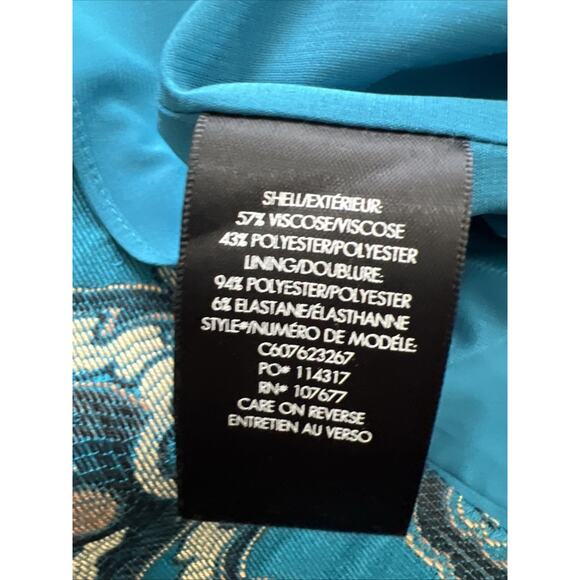 SHELL/EXTÉRIEUR:
57% VISCOSE/VISCOSE
43% POLYESTER/POLYESTER
LINING/DOUBLURE:
94% POLYESTER/POLYESTER
6% ELASTANE/ÉLASTHANNE
STYLE#/NUMÉRO DE MODÉLE:
C607623267
PO# 114317
RN# 107677
CARE ON REVERSE
ENTRETIEN AU VERSO